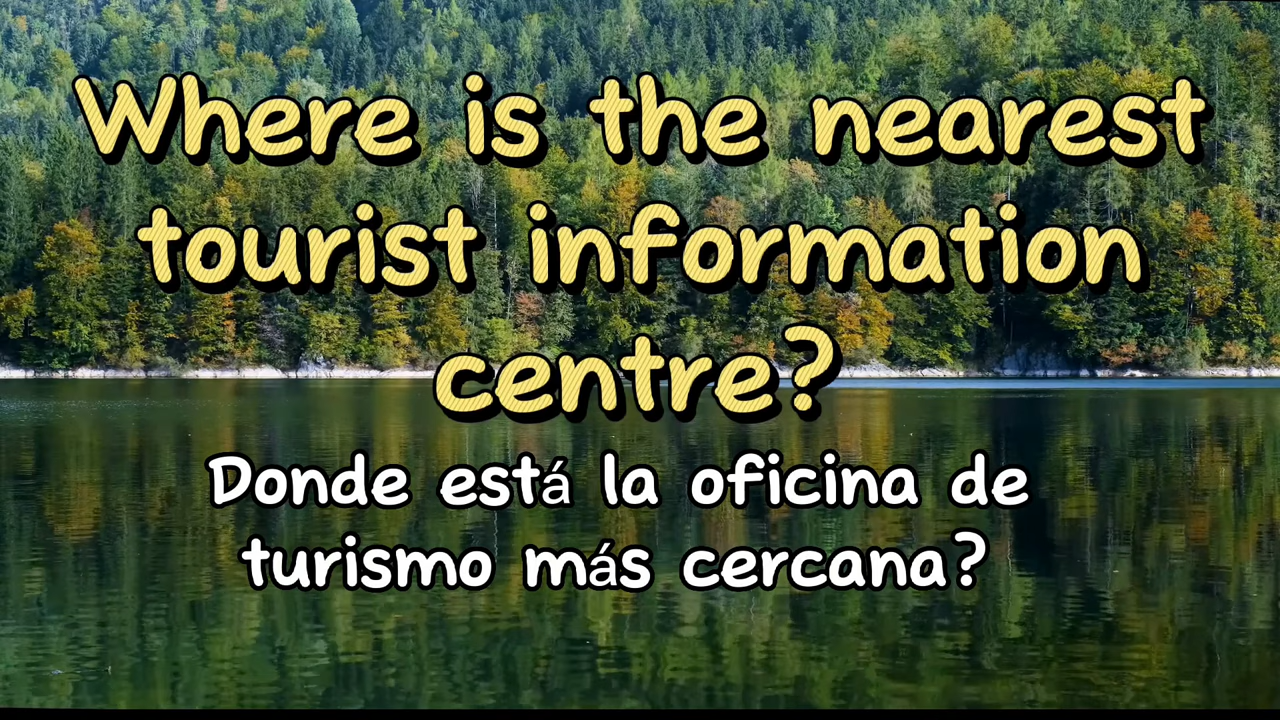 Where is the nearest
tourist information
centre?
Donde está la oficina de
turismo más cercana?